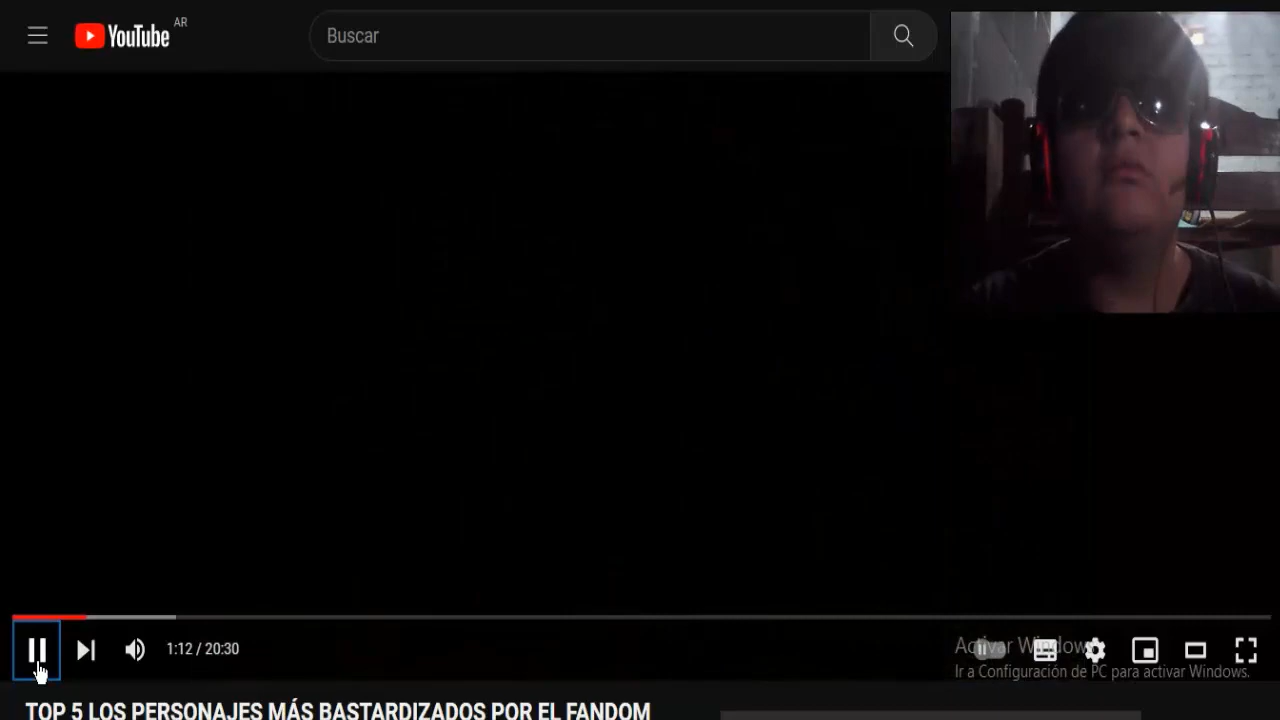 YouTube AR
Buscar
1:12 / 20:30
Activar Windows
Ir a Configuración de PC para activar Windows.
TOP 5 LOS PERSONAJES MÁS BASTARDIZADOS POR EL FANDOM